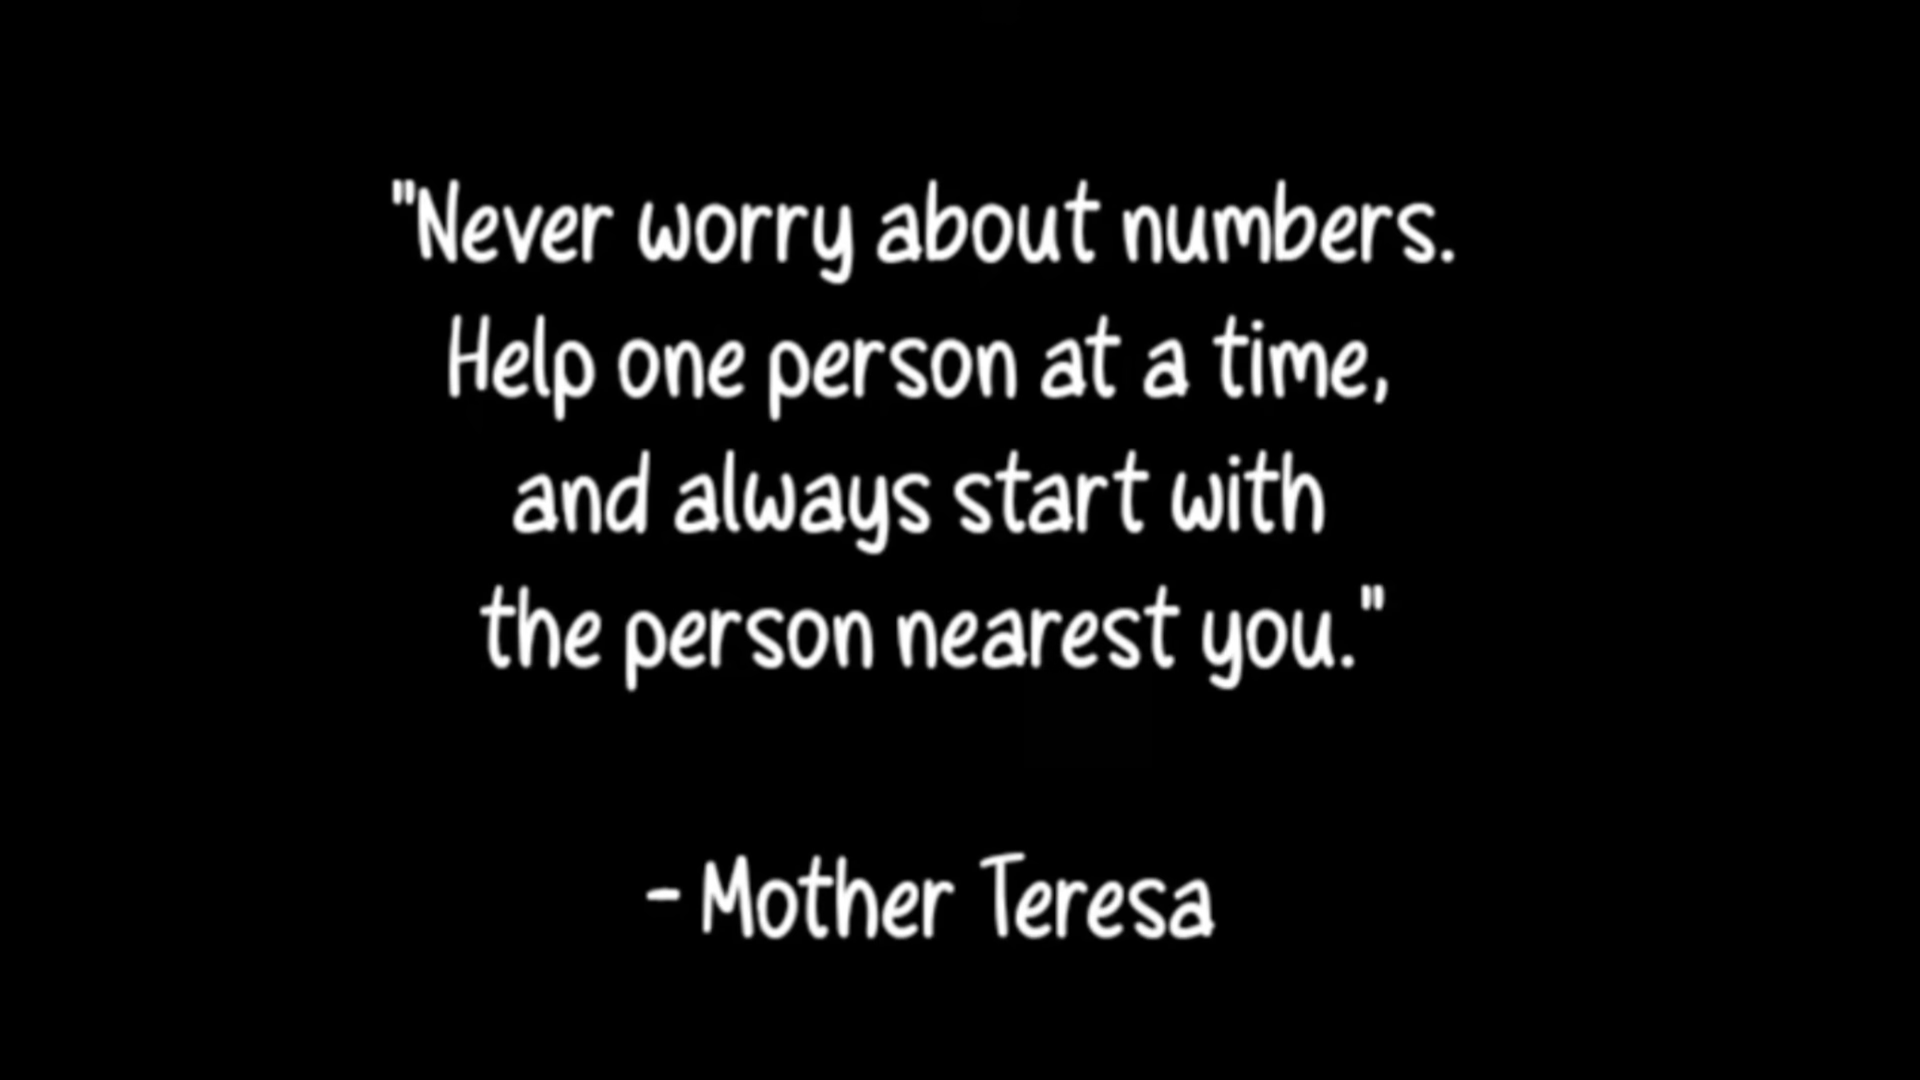 "Never worry about numbers.
Help one person at a time,
and always start with
the person nearest you."
- Mother Teresa